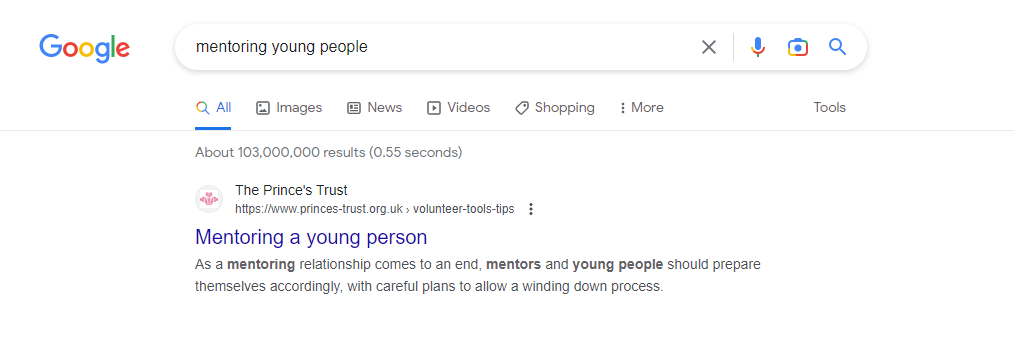 Google
mentoring young people
All Images News Videos Shopping More Tools
About 103,000,000 results (0.55 seconds)
The Prince's Trust
https://www.princes-trust.org.uk › volunteer-tools-tips
Mentoring a young person
As a mentoring relationship comes to an end, mentors and young people should prepare
themselves accordingly, with careful plans to allow a winding down process.